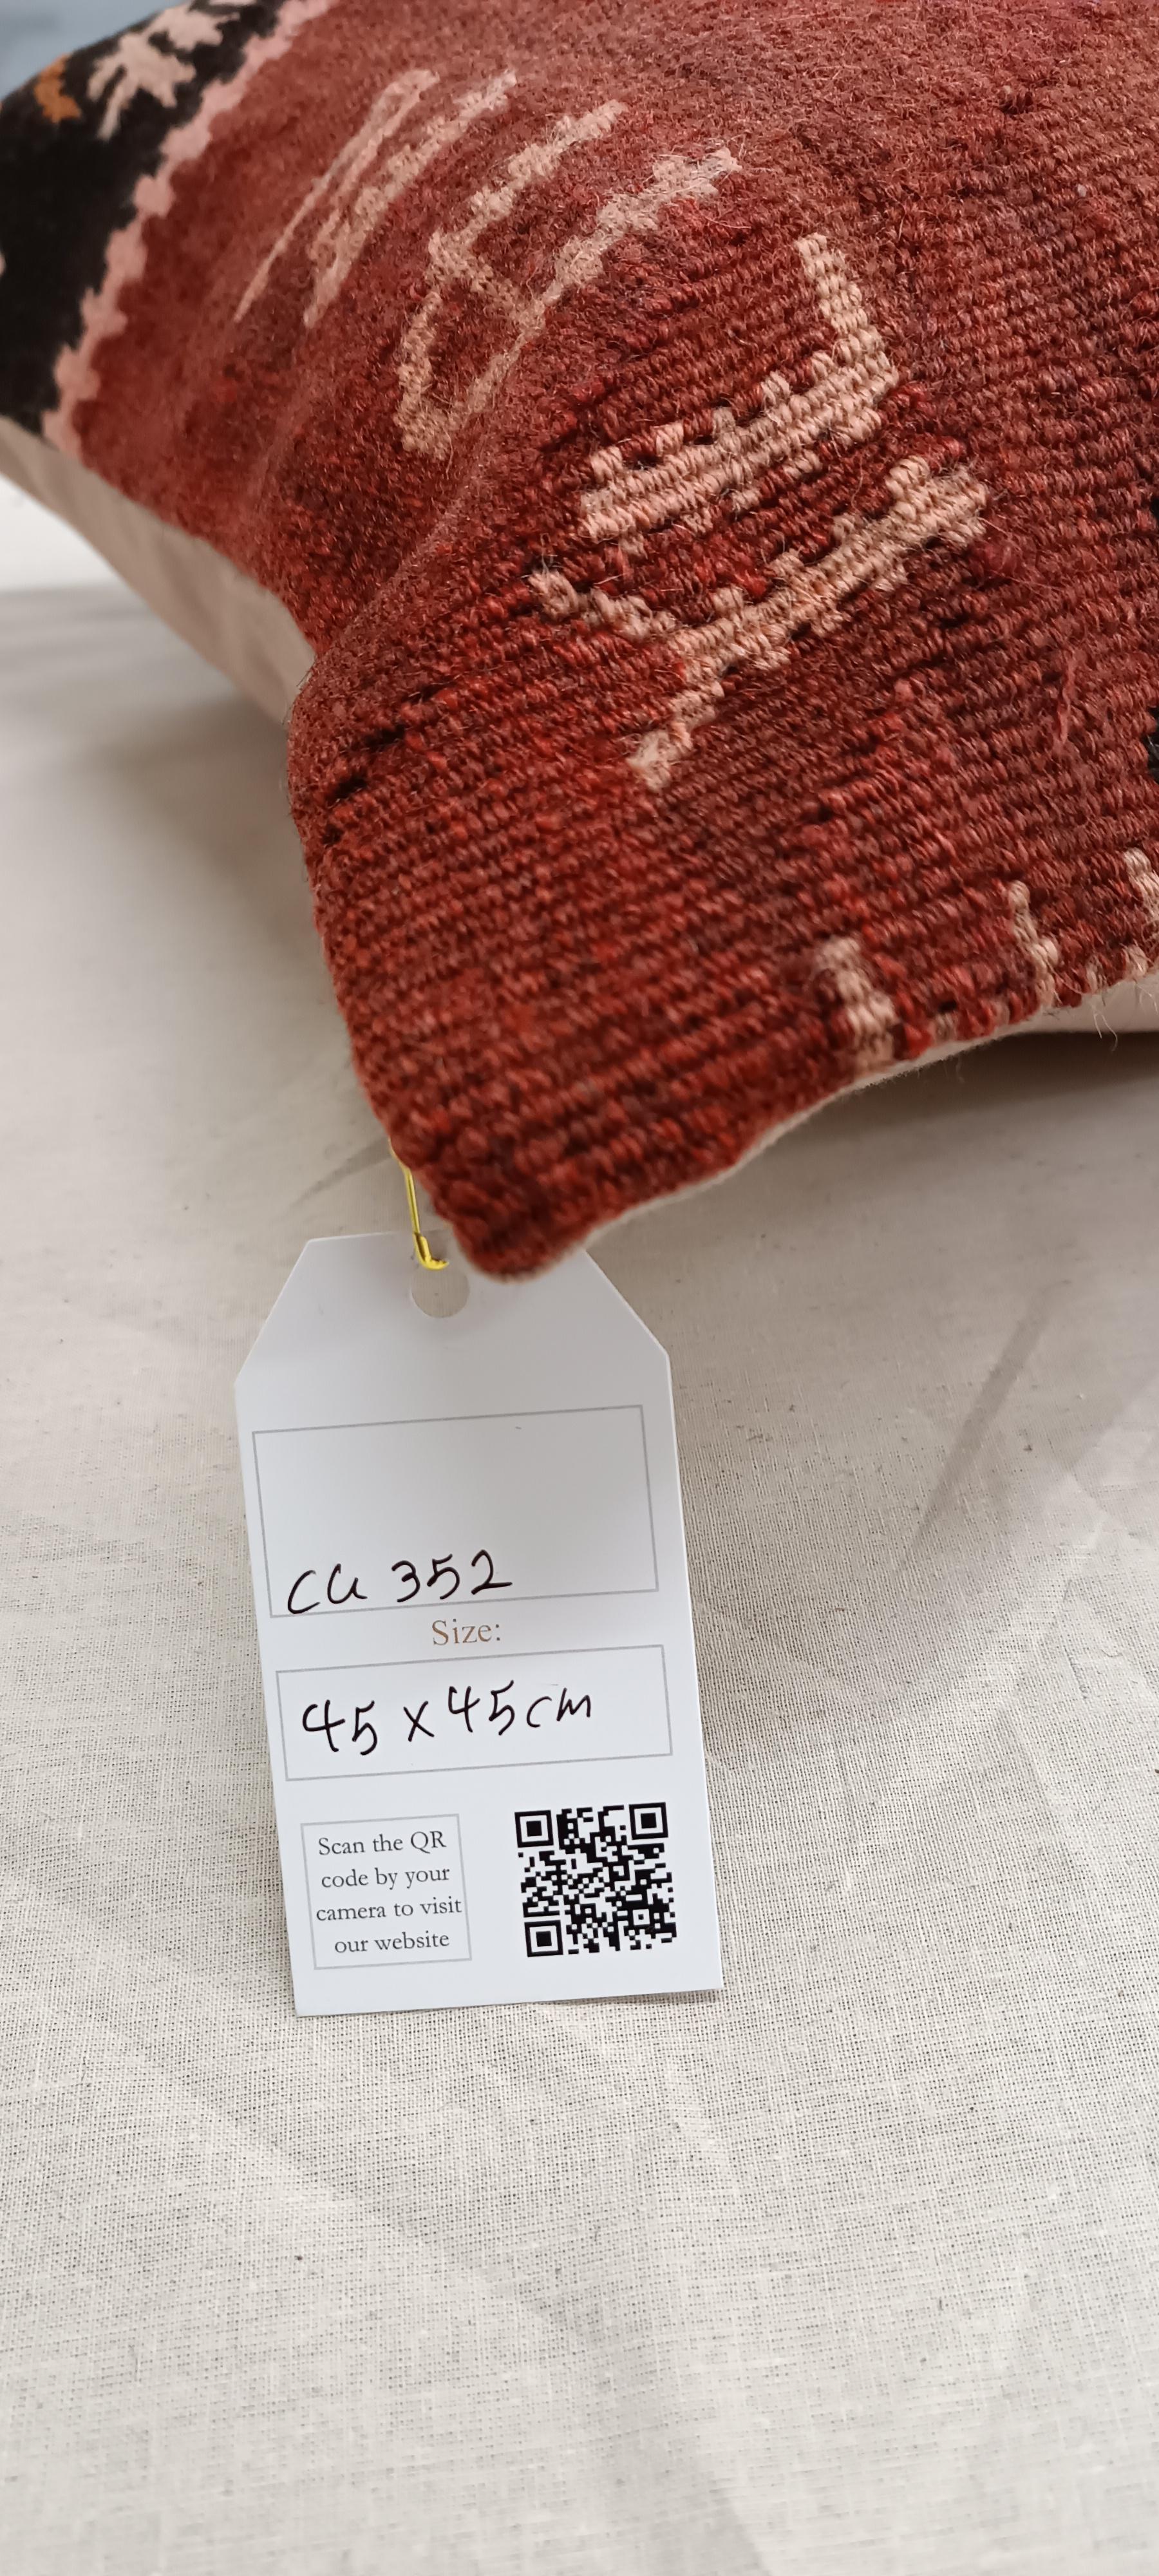 CU 352
Size:
45 x 45cm
Scan the QR
code by your
camera to visit
our website